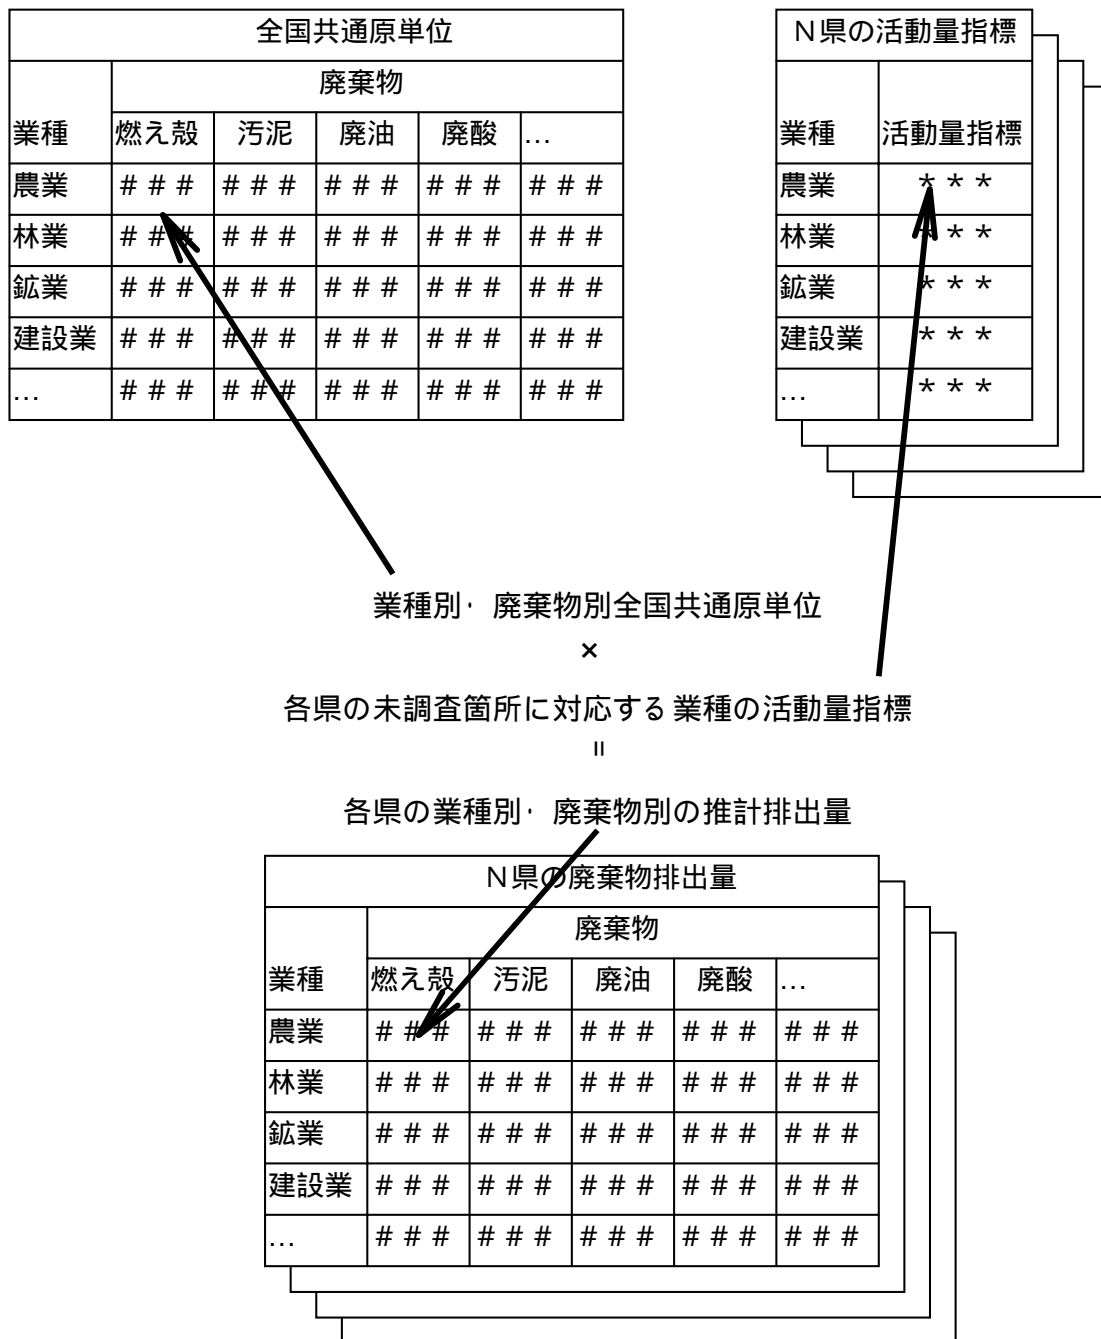 全国共通原単位
廃棄物
業種 燃え殻 汚泥 廃油 廃酸 …
農業 ### ### ### ### ###
林業 ### ### ### ### ###
鉱業 ### ### ### ### ###
建設業 ### ### ### ### ###
… ### ### ### ### ###
N県の活動量指標
業種 活動量指標
農業 ***
林業 ***
鉱業 ***
建設業 ***
… ***
業種別・廃棄物別全国共通原単位
×
各県の未調査箇所に対応する業種の活動量指標
=
各県の業種別・廃棄物別の推計排出量
N県の廃棄物排出量
廃棄物
業種 燃え殻 汚泥 廃油 廃酸 …
農業 ### ### ### ### ###
林業 ### ### ### ### ###
鉱業 ### ### ### ### ###
建設業 ### ### ### ### ###
… ### ### ### ### ###